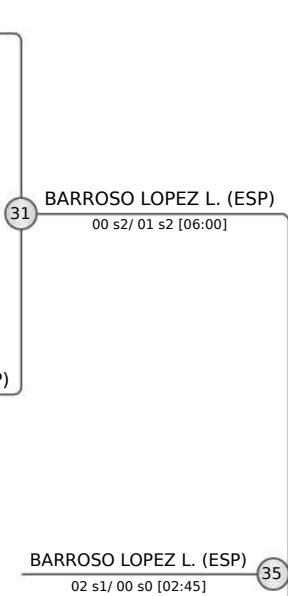 BARROSO LOPEZ L. (ESP)
31
00 s2/ 01 s2 [06:00]
)
BARROSO LOPEZ L. (ESP)
35
02 s1/ 00 s0 [02:45]